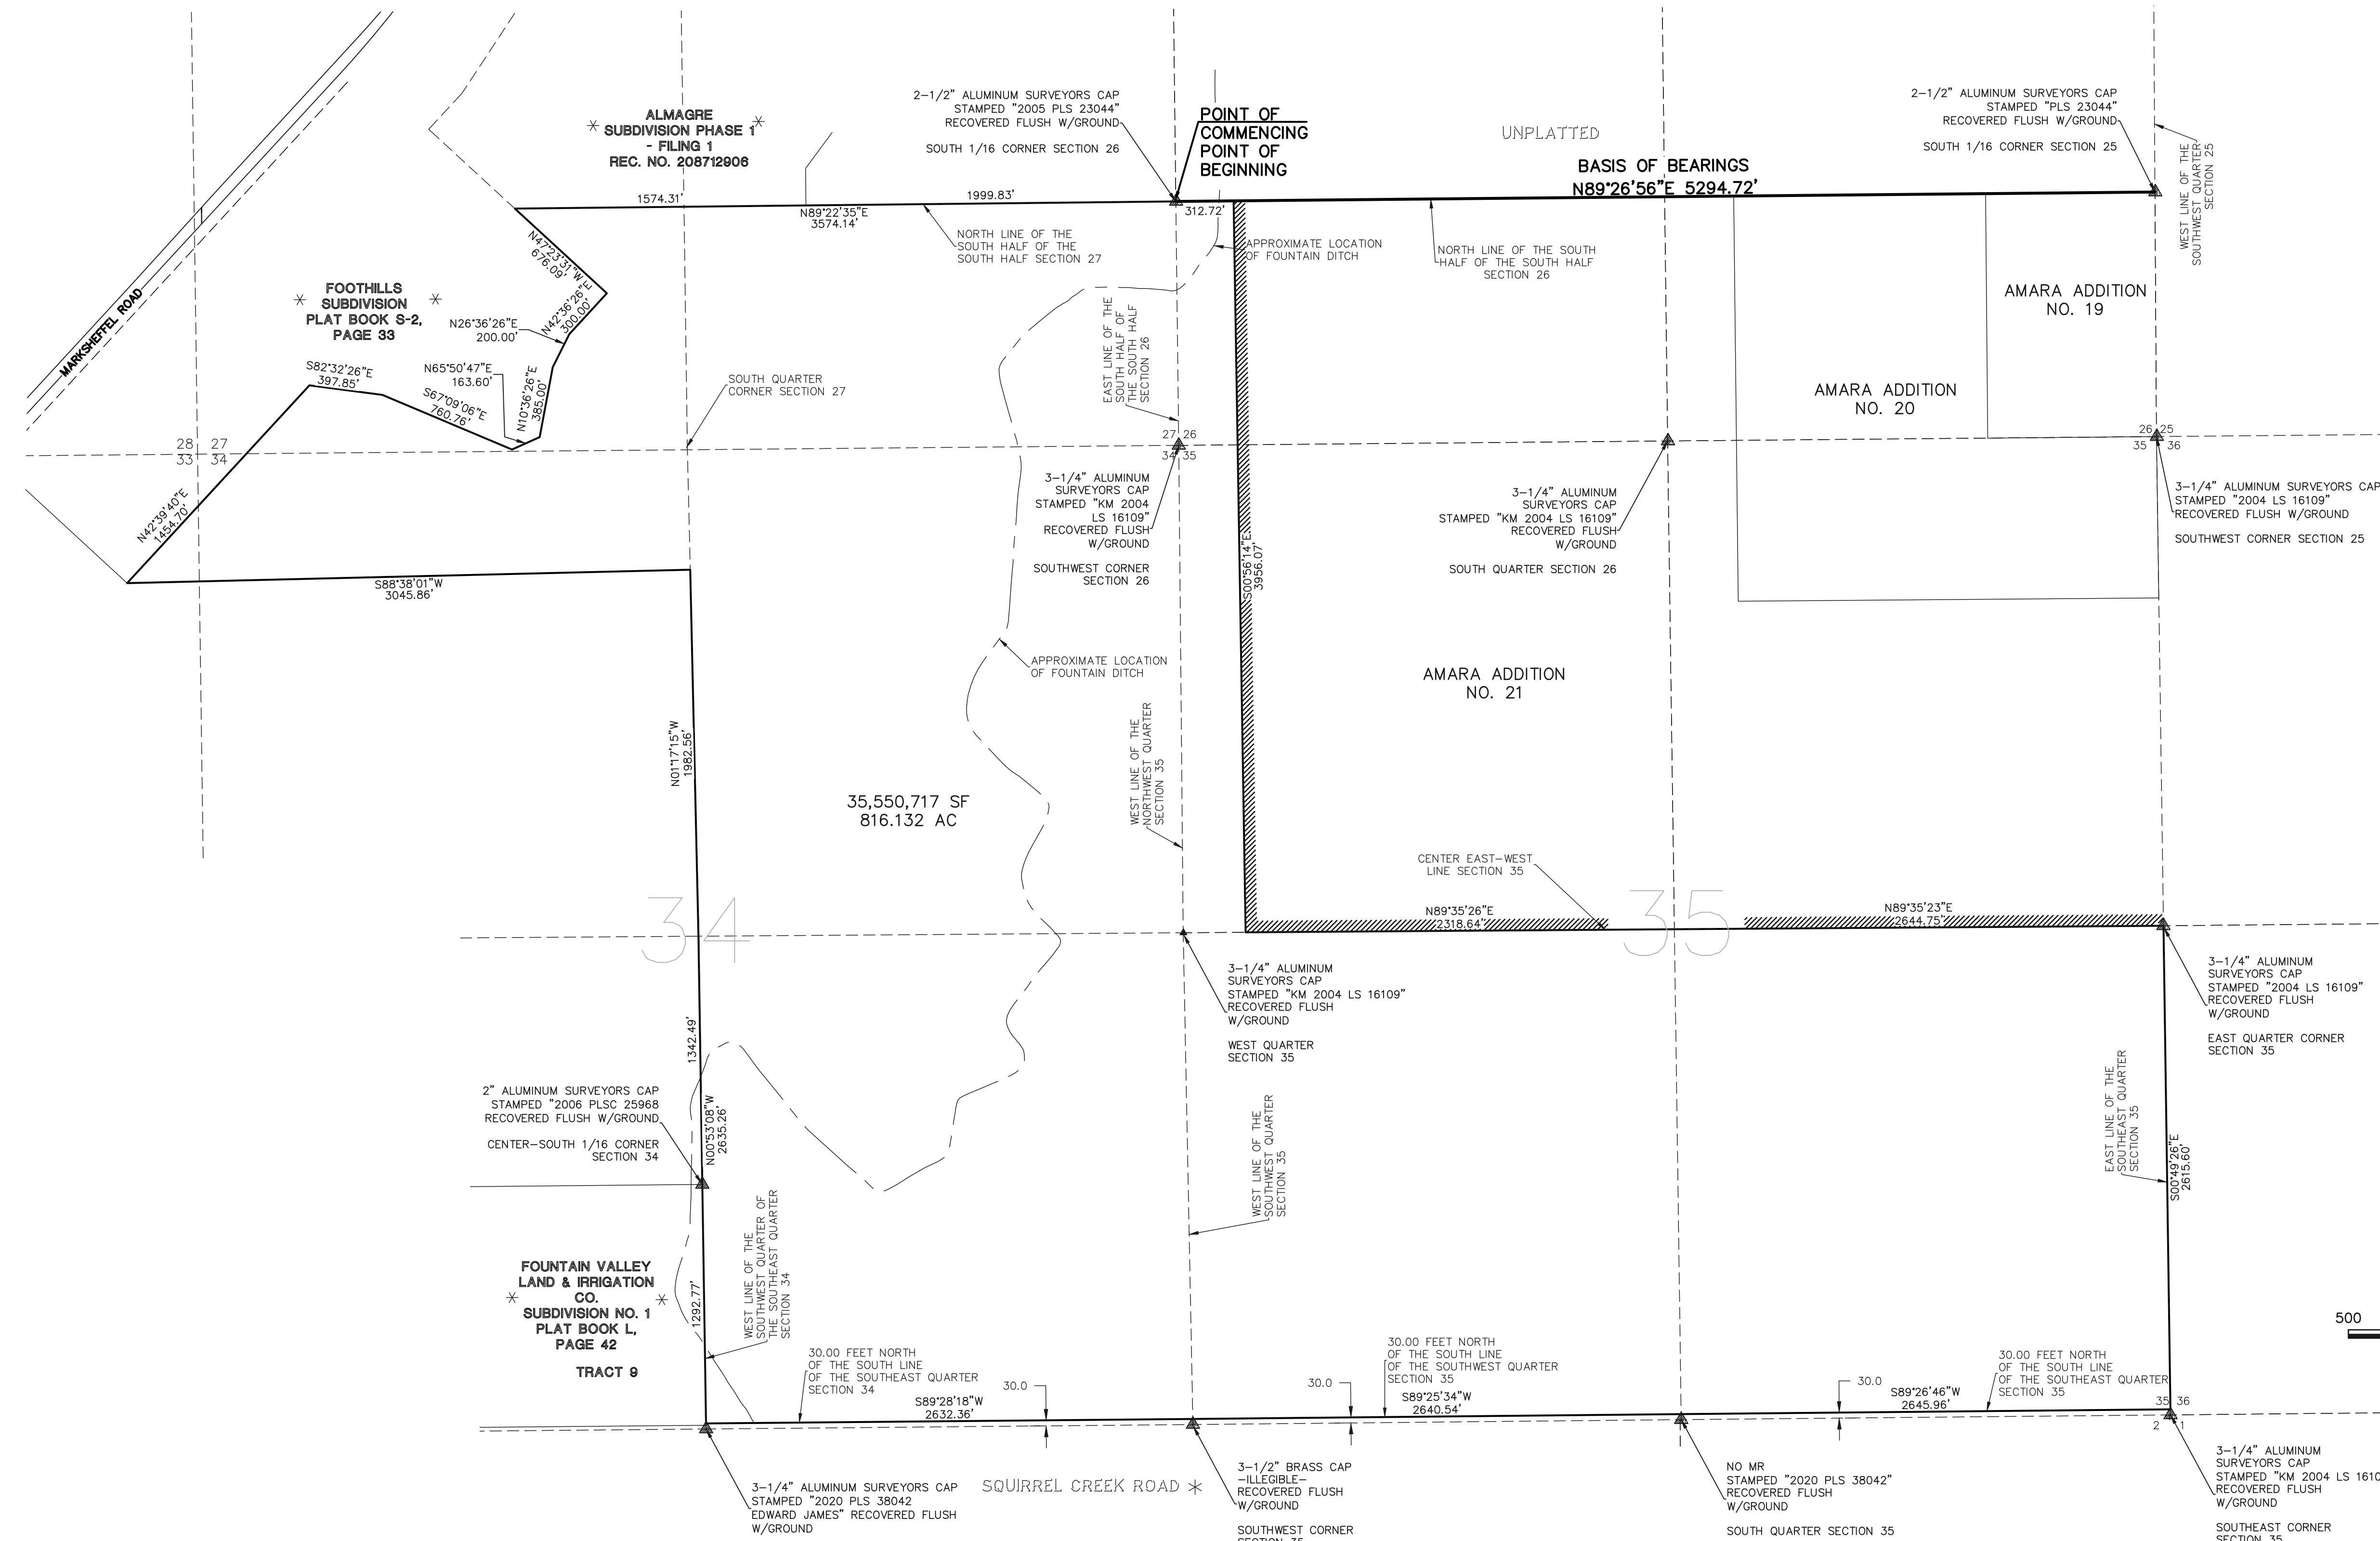 ALMAGRE
SUBDIVISION PHASE 1
- FILING 1
REC. NO. 208712906
2-1/2" ALUMINUM SURVEYORS CAP
STAMPED "2005 PLS 23044"
RECOVERED FLUSH W/GROUND
SOUTH 1/16 CORNER SECTION 26
POINT OF
COMMENCING
POINT OF
BEGINNING
UNPLATTED
BASIS OF BEARINGS
N89°26'56"E 5294.72'
2-1/2" ALUMINUM SURVEYORS CAP
STAMPED "PLS 23044"
RECOVERED FLUSH W/GROUND
SOUTH 1/16 CORNER SECTION 25
WEST LINE OF THE
SOUTHWEST QUARTER
SECTION 25
1574.31'
N89°22'35"E
3574.14'
1999.83'
312.72'
NORTH LINE OF THE
SOUTH HALF OF THE
SOUTH HALF SECTION 27
APPROXIMATE LOCATION
OF FOUNTAIN DITCH
NORTH LINE OF THE SOUTH
HALF OF THE SOUTH HALF
SECTION 26
N47°23'31"W
676.09'
N42°36'26"E
300.00'
FOOTHILLS
SUBDIVISION
PLAT BOOK S-2,
PAGE 33
MARKSHEFFEL ROAD
N26°36'26"E
200.00'
N65°50'47"E
163.60'
N10°36'26"E
385.00'
S82°32'26"E
397.85'
S67°09'06"E
760.76'
SOUTH QUARTER
CORNER SECTION 27
EAST LINE OF THE
SOUTH HALF OF
THE SOUTH HALF
SECTION 26
AMARA ADDITION
NO. 19
AMARA ADDITION
NO. 20
28 27
33 34
27 26
34 35
26 25
35 36
N42°39'40"E
1454.70'
S88°38'01"W
3045.86'
3-1/4" ALUMINUM
SURVEYORS CAP
STAMPED "KM 2004
LS 16109"
RECOVERED FLUSH
W/GROUND
SOUTHWEST CORNER
SECTION 26
S00°56'14"E
3956.07'
3-1/4" ALUMINUM
SURVEYORS CAP
STAMPED "KM 2004 LS 16109"
RECOVERED FLUSH
W/GROUND
SOUTH QUARTER SECTION 26
3-1/4" ALUMINUM SURVEYORS CAP
STAMPED "2004 LS 16109"
RECOVERED FLUSH W/GROUND
SOUTHWEST CORNER SECTION 25
APPROXIMATE LOCATION
OF FOUNTAIN DITCH
AMARA ADDITION
NO. 21
N01°17'15"W
1982.56'
WEST LINE OF THE
NORTHWEST QUARTER
SECTION 35
35,550,717 SF
816.132 AC
CENTER EAST-WEST
LINE SECTION 35
34
35
N89°35'26"E
2318.64'
N89°35'23"E
2644.75'
3-1/4" ALUMINUM
SURVEYORS CAP
STAMPED "KM 2004 LS 16109"
RECOVERED FLUSH
W/GROUND
WEST QUARTER
SECTION 35
3-1/4" ALUMINUM
SURVEYORS CAP
STAMPED "2004 LS 16109"
RECOVERED FLUSH
W/GROUND
EAST QUARTER CORNER
SECTION 35
1342.49'
2" ALUMINUM SURVEYORS CAP
STAMPED "2006 PLSC 25968
RECOVERED FLUSH W/GROUND
CENTER-SOUTH 1/16 CORNER
SECTION 34
N00°53'08"W
2635.26'
WEST LINE OF THE
SOUTHWEST QUARTER
SECTION 35
EAST LINE OF THE
SOUTHEAST QUARTER
SECTION 35
S00°49'26"E
2615.60'
WEST LINE OF THE
SOUTHWEST QUARTER OF
THE SOUTHEAST QUARTER
SECTION 34
FOUNTAIN VALLEY
LAND & IRRIGATION
CO.
SUBDIVISION NO. 1
PLAT BOOK L,
PAGE 42
TRACT 9
1292.77'
500
30.00 FEET NORTH
OF THE SOUTH LINE
OF THE SOUTHEAST QUARTER
SECTION 34
30.0
S89°28'18"W
2632.36'
30.00 FEET NORTH
OF THE SOUTH LINE
OF THE SOUTHWEST QUARTER
SECTION 35
30.0
S89°25'34"W
2640.54'
30.0
S89°26'46"W
2645.96'
30.00 FEET NORTH
OF THE SOUTH LINE
OF THE SOUTHEAST QUARTER
SECTION 35
35 36
2 1
3-1/4" ALUMINUM SURVEYORS CAP
STAMPED "2020 PLS 38042
EDWARD JAMES" RECOVERED FLUSH
W/GROUND
SQUIRREL CREEK ROAD
3-1/2" BRASS CAP
-ILLEGIBLE-
RECOVERED FLUSH
W/GROUND
SOUTHWEST CORNER
SECTION 35
NO MR
STAMPED "2020 PLS 38042"
RECOVERED FLUSH
W/GROUND
SOUTH QUARTER SECTION 35
3-1/4" ALUMINUM
SURVEYORS CAP
STAMPED "KM 2004 LS 1610
RECOVERED FLUSH
W/GROUND
SOUTHEAST CORNER
SECTION 35